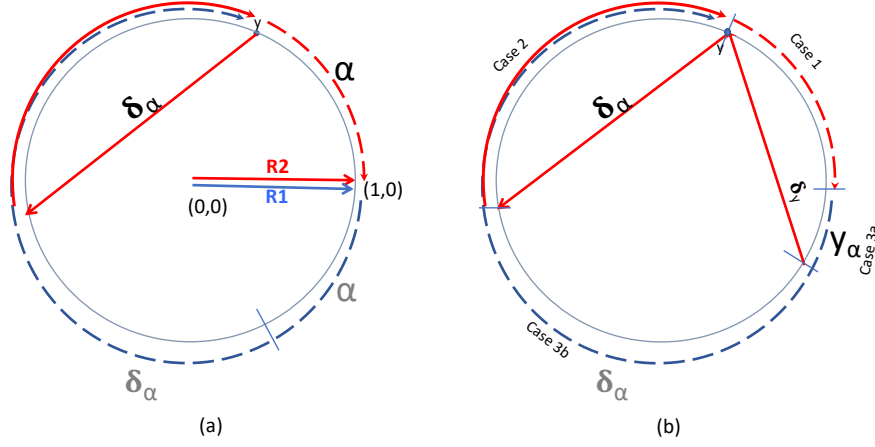 y
α
δα
R2
(0,0)
R1
(1,0)
α
δα
(a)
Case 2
y
Case 1
δα
δγ
yα
Case 3a
Case 3b
δα
(b)